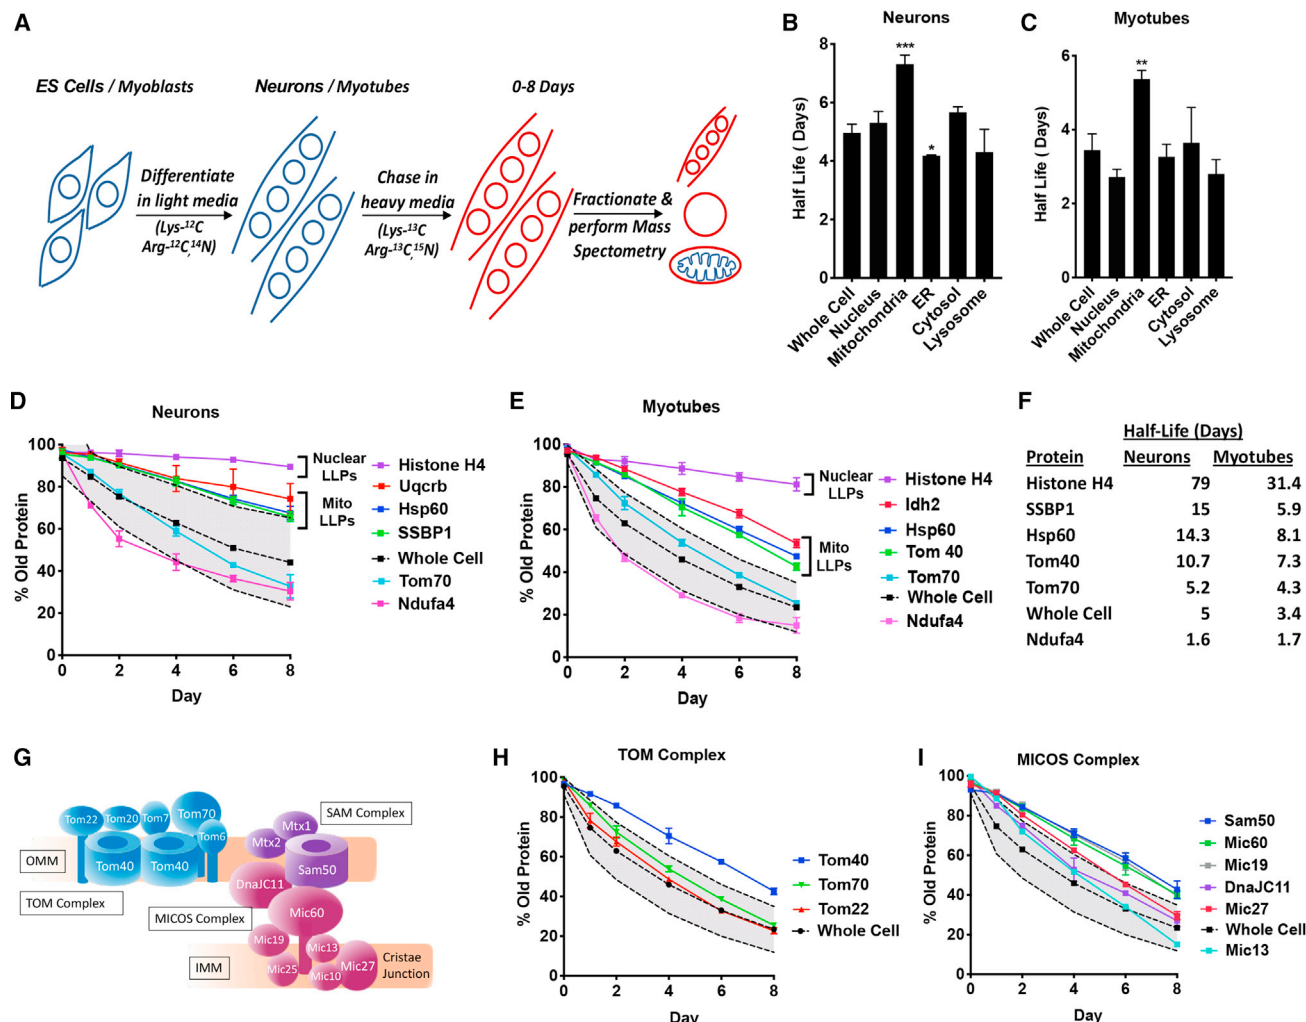 A
ES Cells / Myoblasts
Neurons / Myotubes
0-8 Days
Differentiate
in light media
(Lys-¹²C
Arg-¹²C,¹⁴N)
Chase in
heavy media
(Lys-¹³C
Arg-¹³C,¹⁵N)
Fractionate &
perform Mass
Spectometry
B
Neurons
Half Life ( Days)
8
6
4
2
0
***
*
Whole Cell
Nucleus
Mitochondria
ER
Cytosol
Lysosome
C
Myotubes
Half Life ( Days)
6
4
2
0
**
Whole Cell
Nucleus
Mitochondria
ER
Cytosol
Lysosome
D
Neurons
% Old Protein
100
80
60
40
20
0
0 2 4 6 8
Day
Nuclear
LLPs
Mito
LLPs
Histone H4
Uqcrb
Hsp60
SSBP1
Whole Cell
Tom70
Ndufa4
E
Myotubes
% Old Protein
100
80
60
40
20
0
0 2 4 6 8
Day
Nuclear
LLPs
Mito
LLPs
Histone H4
Idh2
Hsp60
Tom 40
Tom70
Whole Cell
Ndufa4
F
Half-Life (Days)
Protein Neurons Myotubes
Histone H4 79 31.4
SSBP1 15 5.9
Hsp60 14.3 8.1
Tom40 10.7 7.3
Tom70 5.2 4.3
Whole Cell 5 3.4
Ndufa4 1.6 1.7
G
Tom22
Tom20
Tom7
Tom70
Tom6
Tom40
Tom40
OMM
TOM Complex
SAM Complex
Mtx1
Mtx2
Sam50
DnaJC11
MICOS Complex
Mic60
Mic19
Mic13
Mic25
Mic10
Mic27
IMM
Cristae
Junction
H
TOM Complex
% Old Protein
100
80
60
40
20
0
0 2 4 6 8
Day
Tom40
Tom70
Tom22
Whole Cell
I
MICOS Complex
% Old Protein
100
80
60
40
20
0
0 2 4 6 8
Day
Sam50
Mic60
Mic19
DnaJC11
Mic27
Whole Cell
Mic13